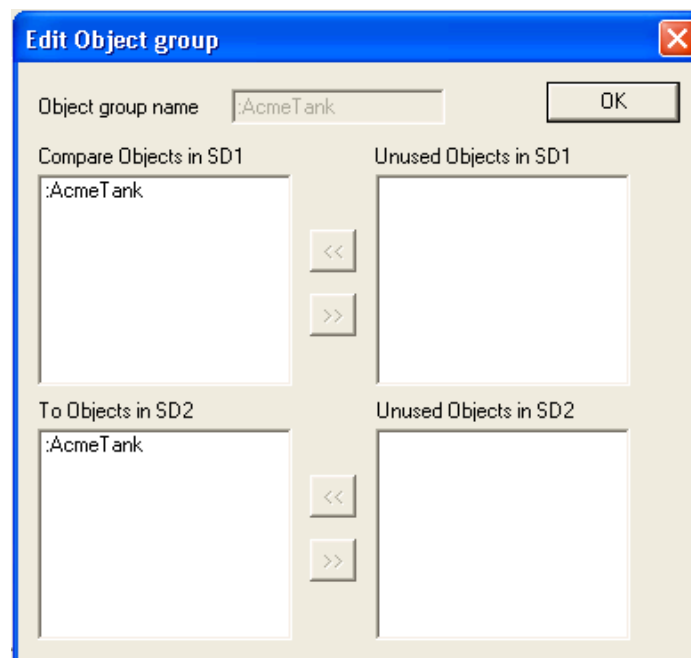 Edit Object group
Object group name :AcmeTank OK
Compare Objects in SD1 Unused Objects in SD1
:AcmeTank
<<
>>
To Objects in SD2 Unused Objects in SD2
:AcmeTank
<<
>>